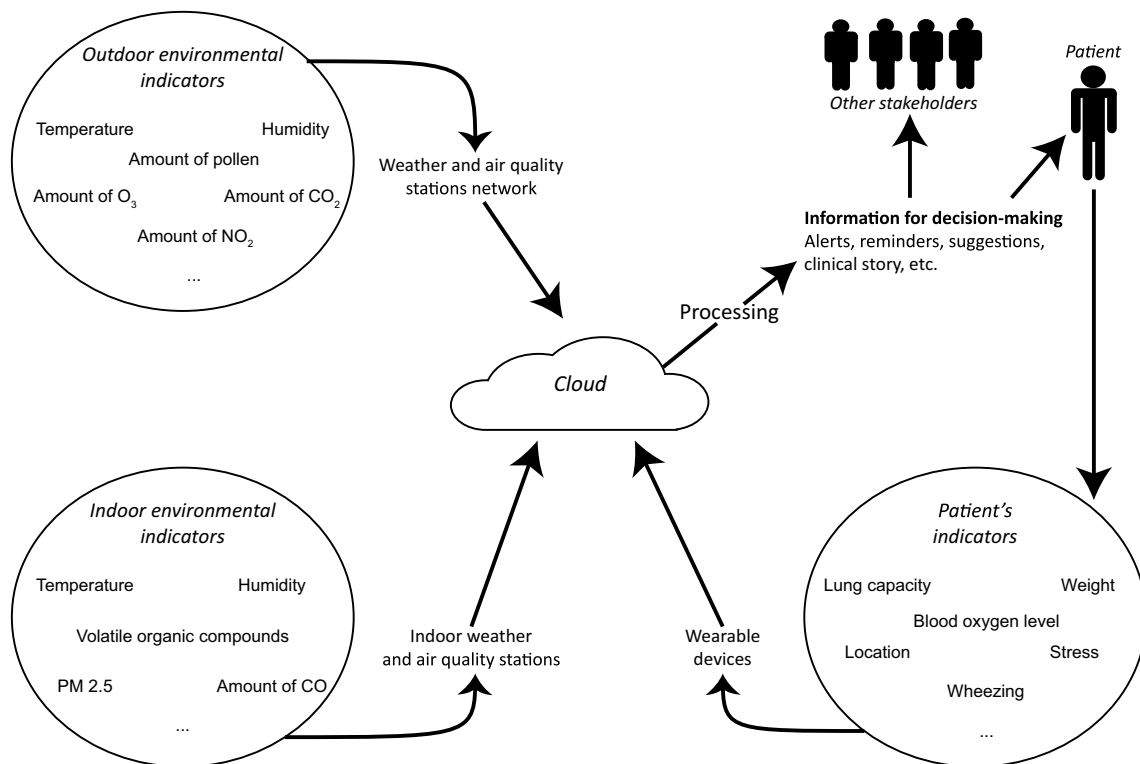 Outdoor environmental
indicators
Temperature
Humidity
Amount of pollen
Amount of O₃
Amount of CO₂
Amount of NO₂
...
Weather and air quality
stations network
Other stakeholders
Patient
Information for decision-making
Alerts, reminders, suggestions,
clinical story, etc.
Processing
Cloud
Indoor environmental
indicators
Temperature
Humidity
Volatile organic compounds
PM 2.5
Amount of CO
...
Indoor weather
and air quality stations
Wearable
devices
Patient’s
indicators
Lung capacity
Weight
Blood oxygen level
Location
Stress
Wheezing
...